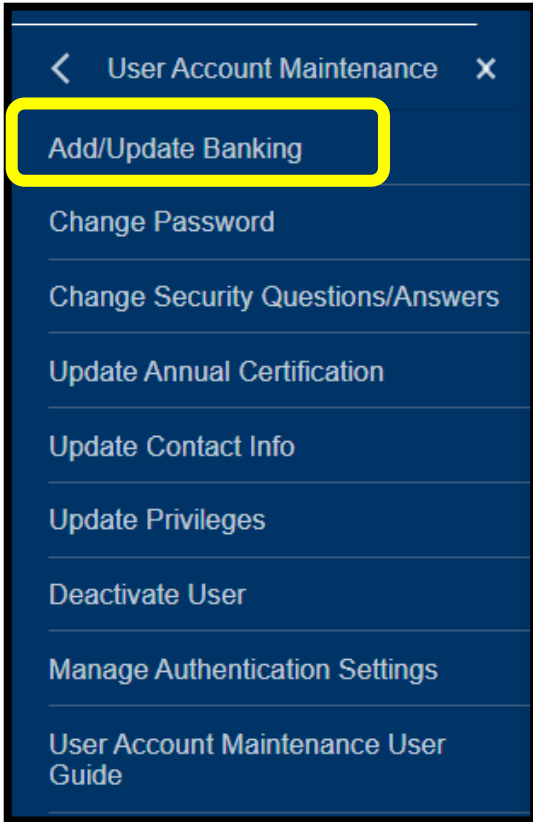 User Account Maintenance
Add/Update Banking
Change Password
Change Security Questions/Answers
Update Annual Certification
Update Contact Info
Update Privileges
Deactivate User
Manage Authentication Settings
User Account Maintenance User
Guide